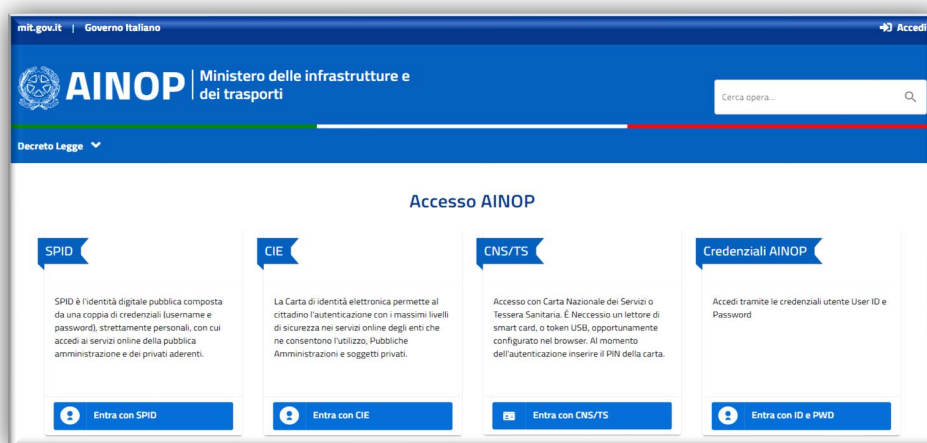 mit.gov.it | Governo Italiano
Accedi
AINOP
Ministero delle infrastrutture e
dei trasporti
Cerca opera...
Decreto Legge
Accesso AINOP
SPID
SPID è l'identità digitale pubblica composta
da una coppia di credenziali (username e
password), strettamente personali, con cui
accedi ai servizi online della pubblica
amministrazione e dei privati aderenti.
Entra con SPID
CIE
La Carta di identità elettronica permette al
cittadino l'autenticazione con i massimi livelli
di sicurezza nei servizi online degli enti che
ne consentono l'utilizzo, Pubbliche
Amministrazioni e soggetti privati.
Entra con CIE
CNS/TS
Accesso con Carta Nazionale dei Servizi o
Tessera Sanitaria. É Neccessio un lettore di
smart card, o token USB, opportunamente
configurato nel browser. Al momento
dell'autenticazione inserire il PIN della carta.
Entra con CNS/TS
Credenziali AINOP
Accedi tramite le credenziali utente User ID e
Password
Entra con ID e PWD